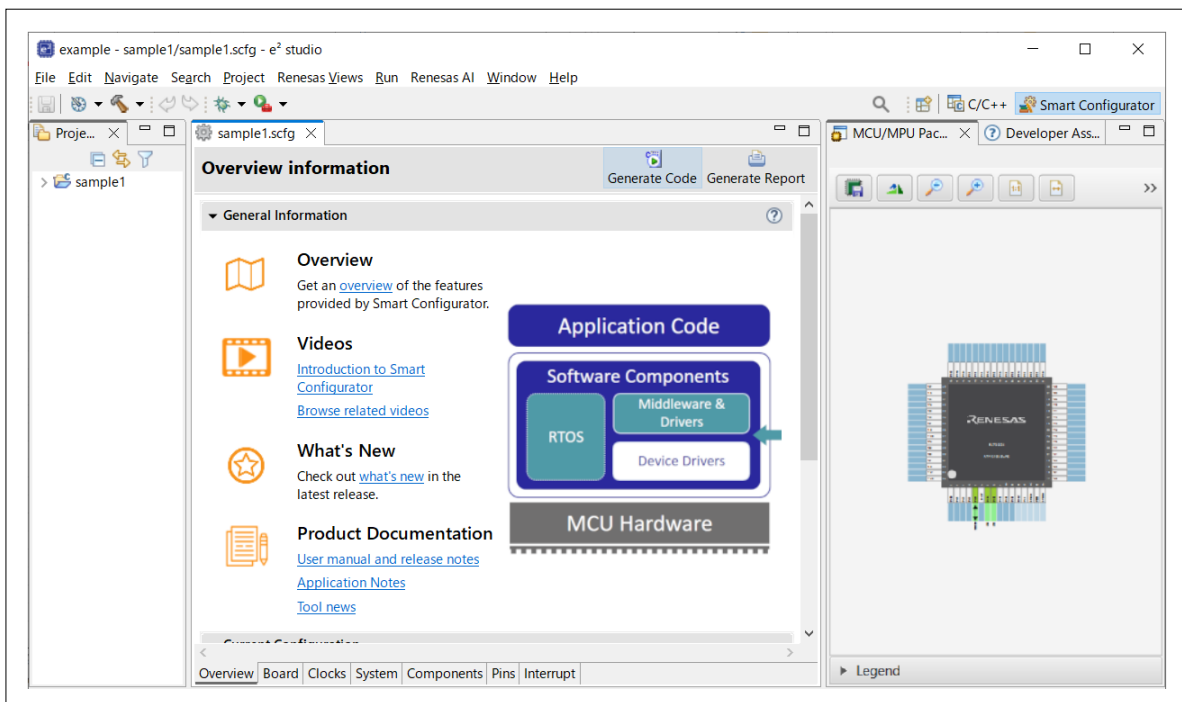 example - sample1/sample1.scfg - e² studio
File Edit Navigate Search Project Renesas Views Run Renesas AI Window Help
C/C++ Smart Configurator
Proje...
sample1
sample1.scfg
Overview information
Generate Code Generate Report
General Information
Overview
Get an overview of the features
provided by Smart Configurator.
Videos
Introduction to Smart
Configurator
Browse related videos
What's New
Check out what's new in the
latest release.
Product Documentation
User manual and release notes
Application Notes
Tool news
Application Code
Software Components
RTOS
Middleware &
Drivers
Device Drivers
MCU Hardware
Current Configuration
Overview Board Clocks System Components Pins Interrupt
MCU/MPU Pac... Developer Ass...
RENESAS
Legend